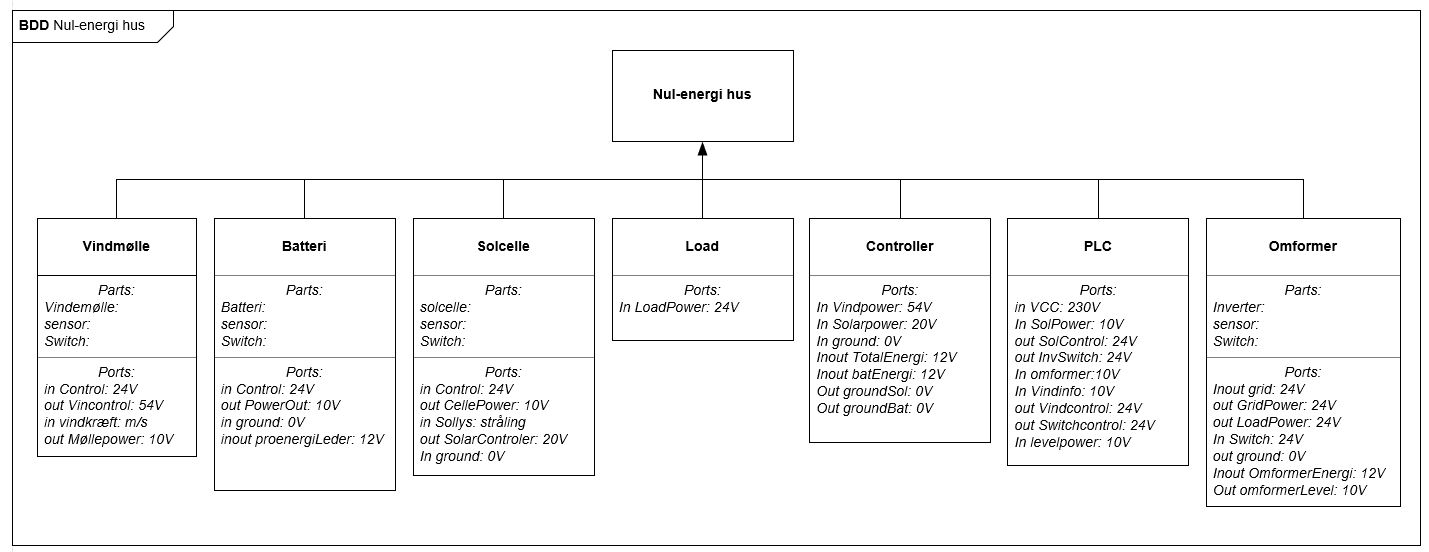 BDD Nul-energi hus
Nul-energi hus
Vindmølle
Parts:
Vindemølle:
sensor:
Switch:
Ports:
in Control: 24V
out Vincontrol: 54V
in vindkræft: m/s
out Møllepower: 10V
Batteri
Parts:
Batteri:
sensor:
Switch:
Ports:
in Control: 24V
out PowerOut: 10V
in ground: 0V
inout proenergiLeder: 12V
Solcelle
Parts:
solcelle:
sensor:
Switch:
Ports:
in Control: 24V
out CellePower: 10V
in Sollys: stråling
out SolarControler: 20V
In ground: 0V
Load
Ports:
In LoadPower: 24V
Controller
Ports:
In Vindpower: 54V
In Solarpower: 20V
In ground: 0V
Inout TotalEnergi: 12V
Inout batEnergi: 12V
Out groundSol: 0V
Out groundBat: 0V
PLC
Ports:
in VCC: 230V
In SolPower: 10V
out SolControl: 24V
out InvSwitch: 24V
In omformer:10V
In Vindinfo: 10V
out Vindcontrol: 24V
out Switchcontrol: 24V
In levelpower: 10V
Omformer
Parts:
Inverter:
sensor:
Switch:
Ports:
Inout grid: 24V
out GridPower: 24V
out LoadPower: 24V
In Switch: 24V
out ground: 0V
Inout OmformerEnergi: 12V
Out omformerLevel: 10V